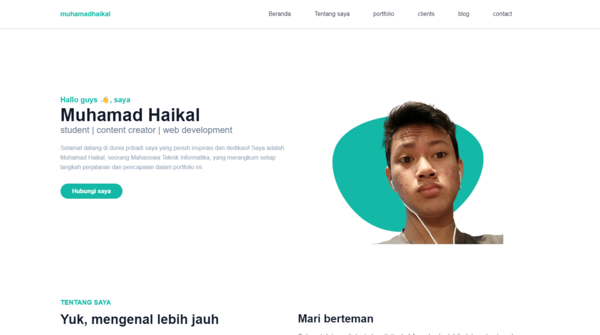 muhamadhaikal
Beranda
Tentang saya
portfolio
clients
blog
contact
Hallo guys 👋, saya
Muhamad Haikal
student | content creator | web development
Selamat datang di dunia pribadi saya yang penuh inspirasi dan dedikasi! Saya adalah
Muhamad Haikal, seorang Mahasiswa Teknik Informatika, yang merangkum setiap
langkah perjalanan dan pencapaian dalam portfolio ini.
Hubungi saya
TENTANG SAYA
Yuk, mengenal lebih jauh
Mari berteman